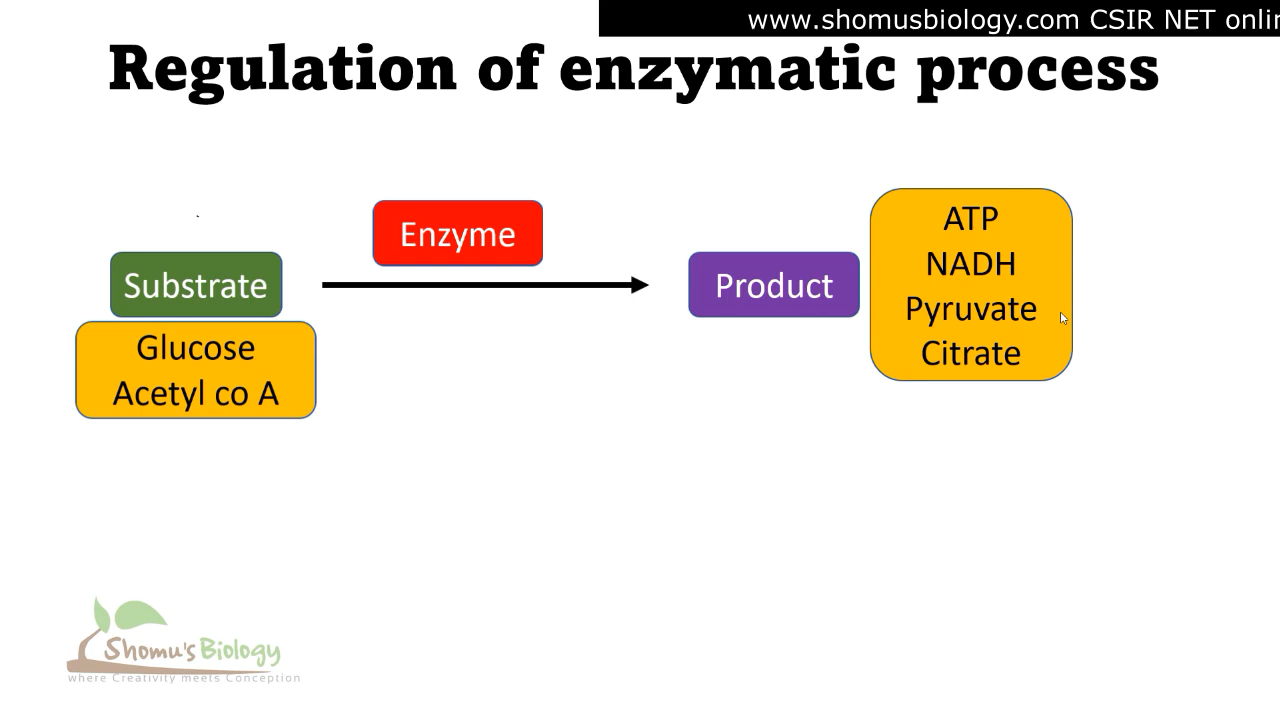 www.shomusbiology.com CSIR NET onlin
Regulation of enzymatic process
Enzyme
Substrate
Glucose
Acetyl co A
Product
ATP
NADH
Pyruvate
Citrate
Shomu's Biology
where Creativity meets Conception